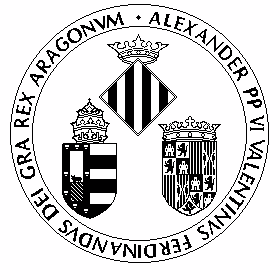 ALEXANDER PP VI VALENTINVS FERDINANDVS DEI GRA REX ARAGONVM ·